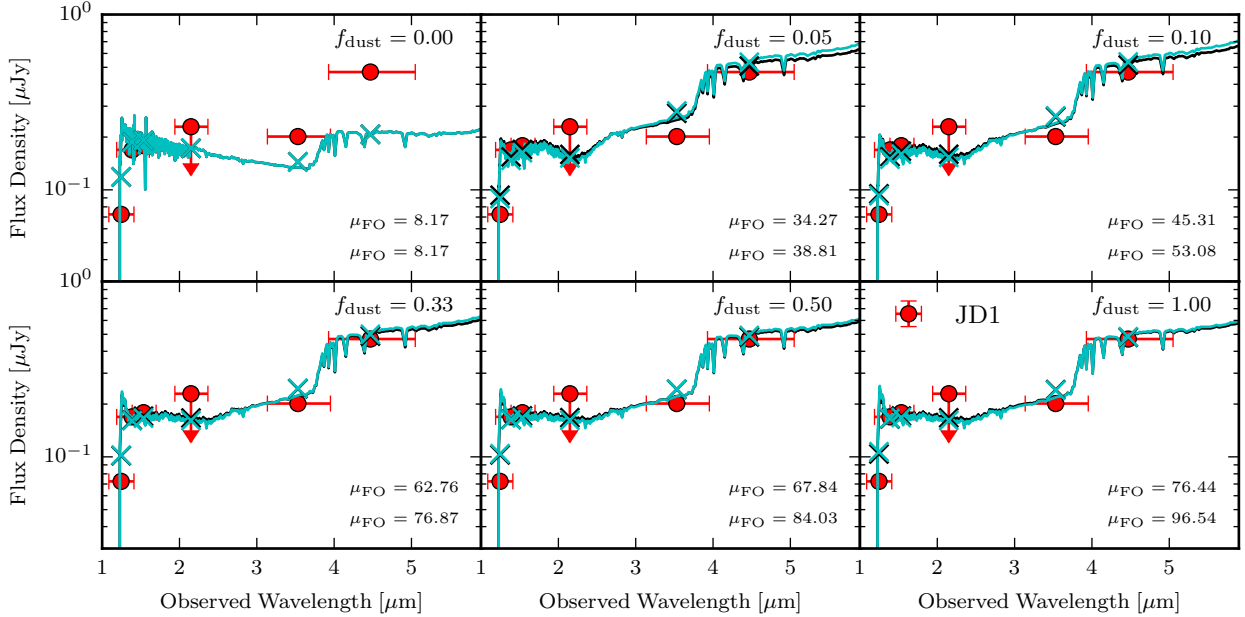 10⁰
10⁻¹
Flux Density [μJy]
f_dust = 0.00
μ_FO = 8.17
μ_FO = 8.17
f_dust = 0.05
μ_FO = 34.27
μ_FO = 38.81
f_dust = 0.10
μ_FO = 45.31
μ_FO = 53.08
10⁰
10⁻¹
Flux Density [μJy]
f_dust = 0.33
μ_FO = 62.76
μ_FO = 76.87
f_dust = 0.50
μ_FO = 67.84
μ_FO = 84.03
JD1
f_dust = 1.00
μ_FO = 76.44
μ_FO = 96.54
1 2 3 4 5 1 2 3 4 5 1 2 3 4 5
Observed Wavelength [μm] Observed Wavelength [μm] Observed Wavelength [μm]